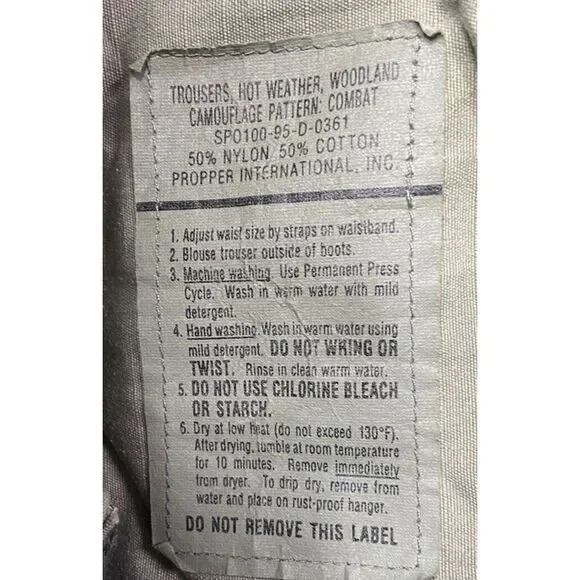 TROUSERS, HOT WEATHER, WOODLAND
CAMOUFLAGE PATTERN: COMBAT
SPO100-95-D-0361
50% NYLON 50% COTTON
PROPPER INTERNATIONAL, INC.
1. Adjust waist size by straps on waistband.
2. Blouse trouser outside of boots.
3. Machine washing. Use Permanent Press
Cycle. Wash in warm water with mild
detergent.
4. Hand washing. Wash in warm water using
mild detergent. DO NOT WRING OR
TWIST. Rinse in clean warm water.
5. DO NOT USE CHLORINE BLEACH
OR STARCH.
6. Dry at low heat (do not exceed 130°F).
After drying, tumble at room temperature
for 10 minutes. Remove immediately
from dryer. To drip dry, remove from
water and place on rust-proof hanger.
DO NOT REMOVE THIS LABEL